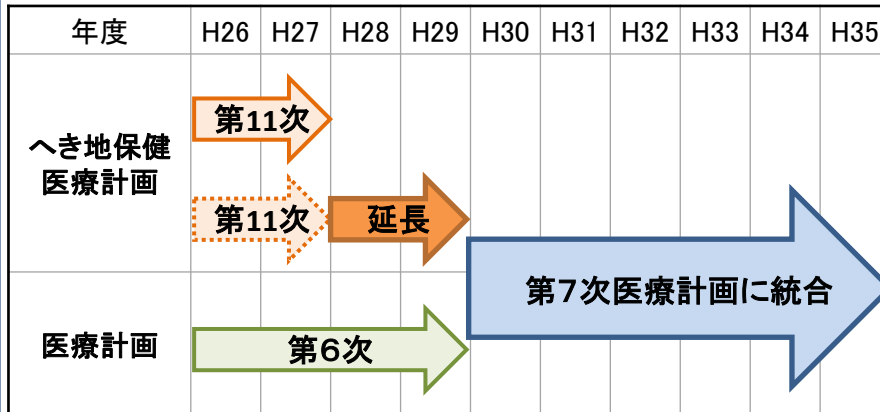 年度 H26 H27 H28 H29 H30 H31 H32 H33 H34 H35
へき地保健
医療計画
第11次
第11次 延長
第7次医療計画に統合
医療計画
第6次